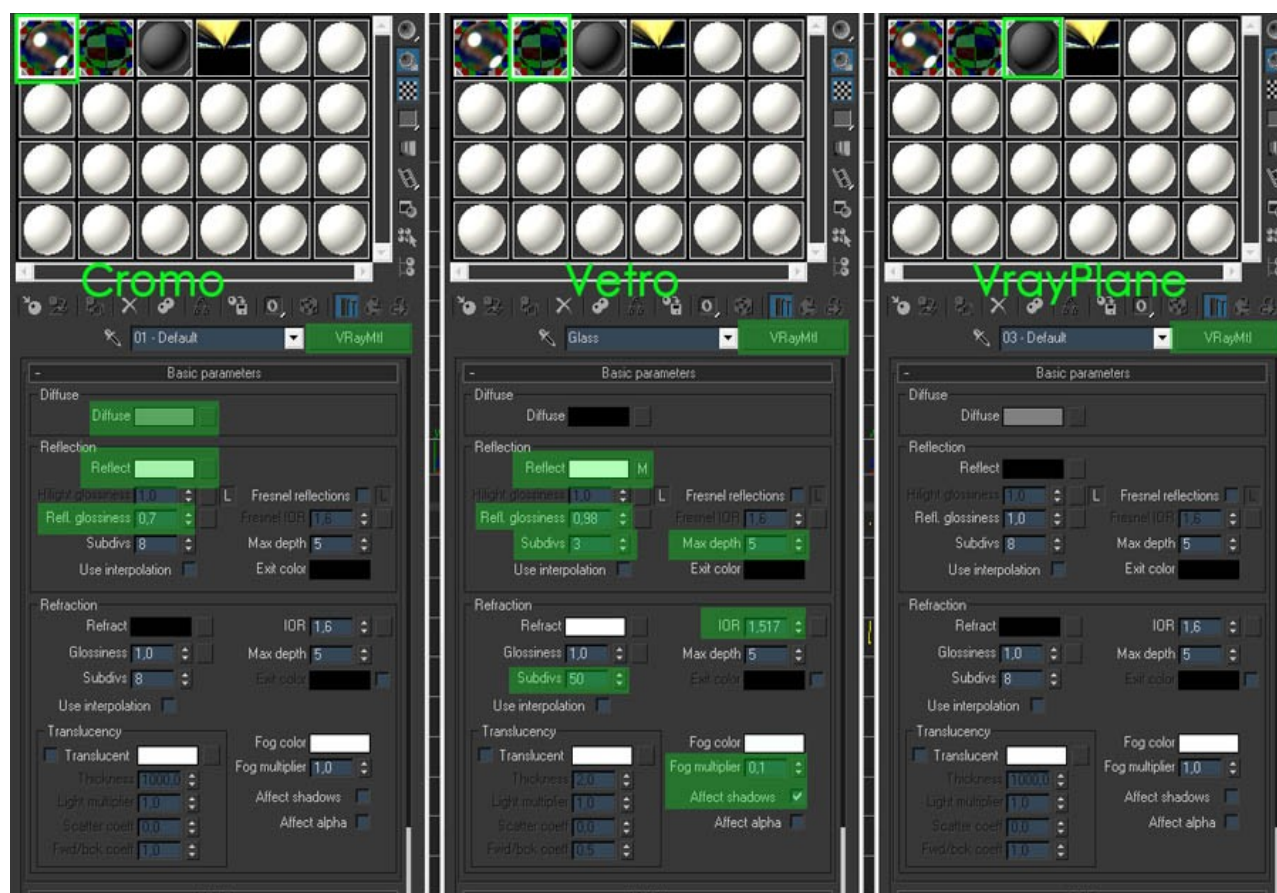 Cromo
01 - Default VRayMtl
- Basic parameters
Diffuse
Diffuse
Reflection
Reflect
Hilight glossiness 1,0 L Fresnel reflections L
Refl. glossiness 0,7 Fresnel IOR 1,6
Subdivs 8 Max depth 5
Use interpolation Exit color
Refraction
Refract IOR 1,6
Glossiness 1,0 Max depth 5
Subdivs 8 Exit color
Use interpolation
Translucency
Fog color
Translucent
Fog multiplier 1,0
Thickness 1000,0
Affect shadows
Light multiplier 1,0
Scatter coeff 0,0
Affect alpha
Fwd/bck coeff 1,0
Vetro
Glass VRayMtl
- Basic parameters
Diffuse
Diffuse
Reflection
Reflect M
Hilight glossiness 1,0 L Fresnel reflections L
Refl. glossiness 0,98 Fresnel IOR 1,6
Subdivs 3 Max depth 5
Use interpolation Exit color
Refraction
Refract IOR 1,517
Glossiness 1,0 Max depth 5
Subdivs 50 Exit color
Use interpolation
Translucency
Fog color
Translucent
Fog multiplier 0,1
Thickness 2,0
Affect shadows
Light multiplier 1,0
Scatter coeff 0,0
Affect alpha
Fwd/bck coeff 0,5
VrayPlane
03 - Default VRayMtl
- Basic parameters
Diffuse
Diffuse
Reflection
Reflect
Hilight glossiness 1,0 L Fresnel reflections L
Refl. glossiness 1,0 Fresnel IOR 1,6
Subdivs 8 Max depth 5
Use interpolation Exit color
Refraction
Refract IOR 1,6
Glossiness 1,0 Max depth 5
Subdivs 8 Exit color
Use interpolation
Translucency
Fog color
Translucent
Fog multiplier 1,0
Thickness 1000,0
Affect shadows
Light multiplier 1,0
Scatter coeff 0,0
Affect alpha
Fwd/bck coeff 1,0